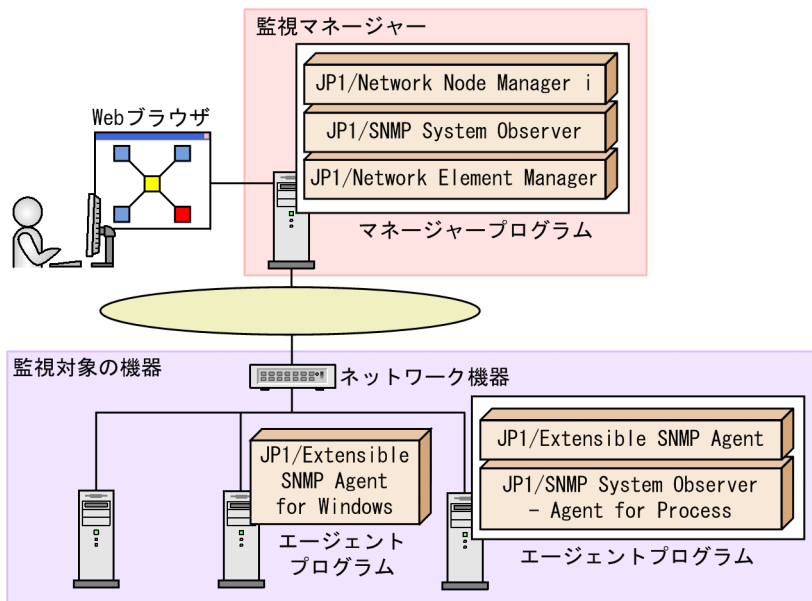 監視マネージャー
JP1/Network Node Manager i
JP1/SNMP System Observer
JP1/Network Element Manager
マネージャープログラム
Webブラウザ
監視対象の機器
ネットワーク機器
JP1/Extensible
SNMP Agent
for Windows
エージェント
プログラム
JP1/Extensible SNMP Agent
JP1/SNMP System Observer
- Agent for Process
エージェントプログラム